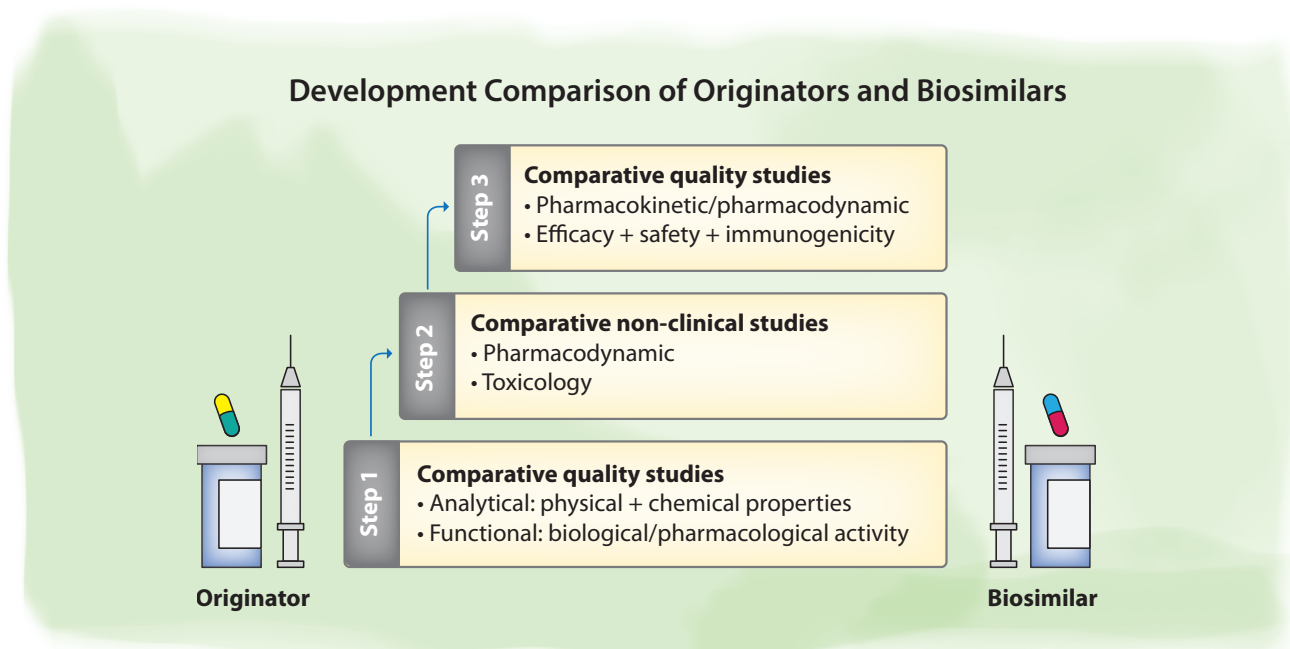 Development Comparison of Originators and Biosimilars
Step 3
Comparative quality studies
• Pharmacokinetic/pharmacodynamic
• Efficacy + safety + immunogenicity
Step 2
Comparative non-clinical studies
• Pharmacodynamic
• Toxicology
Step 1
Comparative quality studies
• Analytical: physical + chemical properties
• Functional: biological/pharmacological activity
Originator
Biosimilar